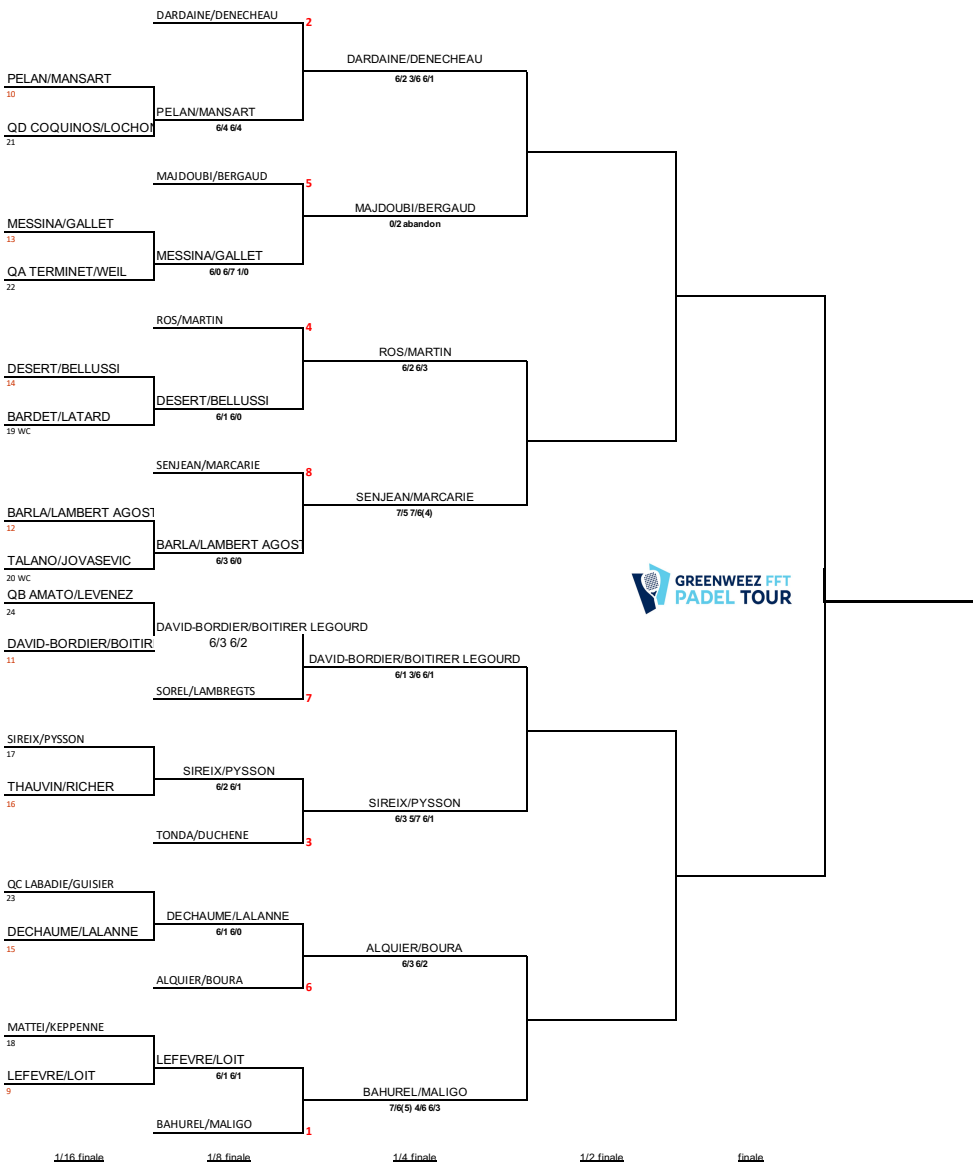 DARDAINE/DENECHEAU
2
DARDAINE/DENECHEAU
6/2 3/6 6/1
PELAN/MANSART
10
PELAN/MANSART
6/4 6/4
QD COQUINOS/LOCHON
21
MAJDOUBI/BERGAUD
5
MAJDOUBI/BERGAUD
0/2 abandon
MESSINA/GALLET
13
MESSINA/GALLET
6/0 6/7 1/0
QA TERMINET/WEIL
22
ROS/MARTIN
4
ROS/MARTIN
6/2 6/3
DESERT/BELLUSSI
14
DESERT/BELLUSSI
6/1 6/0
BARDET/LATARD
19 WC
SENJEAN/MARCARIE
8
SENJEAN/MARCARIE
7/5 7/6(4)
BARLA/LAMBERT AGOST
12
BARLA/LAMBERT AGOST
6/3 6/0
TALANO/JOVASEVIC
20 WC
GREENWEEZ FFT
PADEL TOUR
QB AMATO/LEVENEZ
24
DAVID-BORDIER/BOITIRER LEGOURD
6/3 6/2
DAVID-BORDIER/BOITIR
11
DAVID-BORDIER/BOITIRER LEGOURD
6/1 3/6 6/1
SOREL/LAMBREGTS
7
SIREIX/PYSSON
17
SIREIX/PYSSON
6/2 6/1
THAUVIN/RICHER
16
SIREIX/PYSSON
6/3 5/7 6/1
TONDA/DUCHENE
3
QC LABADIE/GUISIER
23
DECHAUME/LALANNE
6/1 6/0
DECHAUME/LALANNE
15
ALQUIER/BOURA
6/3 6/2
ALQUIER/BOURA
6
MATTEI/KEPPENNE
18
LEFEVRE/LOIT
6/1 6/1
LEFEVRE/LOIT
9
BAHUREL/MALIGO
7/6(5) 4/6 6/3
BAHUREL/MALIGO
1
1/16 finale
1/8 finale
1/4 finale
1/2 finale
finale